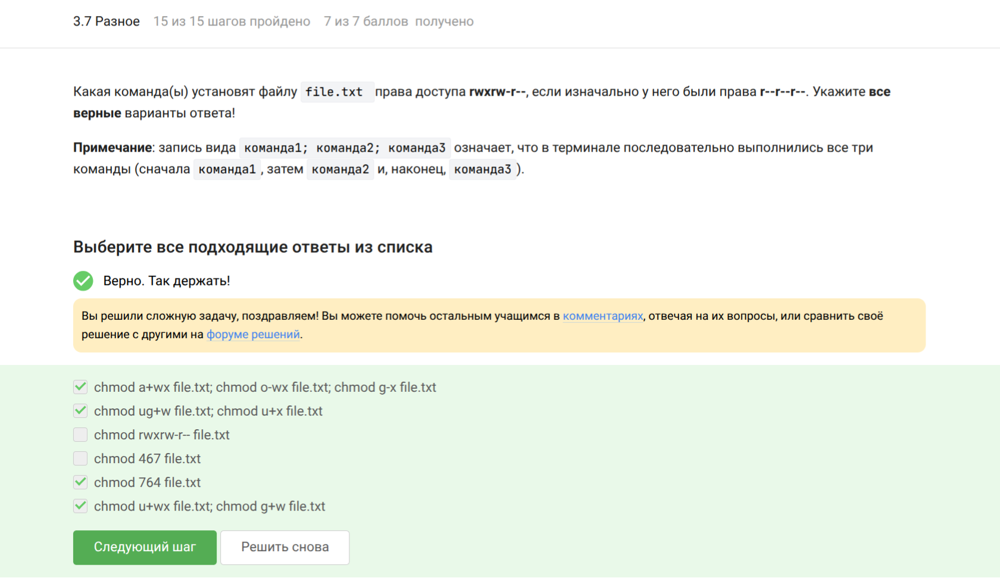 3.7 Разное 15 из 15 шагов пройдено 7 из 7 баллов получено
Какая команда(ы) установят файлу file.txt права доступа rwxrw-r--, если изначально у него были права r--r--r--. Укажите все
верные варианты ответа!
Примечание: запись вида команда1; команда2; команда3 означает, что в терминале последовательно выполнились все три
команды (сначала команда1, затем команда2 и, наконец, команда3).
Выберите все подходящие ответы из списка
Верно. Так держать!
Вы решили сложную задачу, поздравляем! Вы можете помочь остальным учащимся в комментариях, отвечая на их вопросы, или сравнить своё
решение с другими на форуме решений.
chmod a+wx file.txt; chmod o-wx file.txt; chmod g-x file.txt
chmod ug+w file.txt; chmod u+x file.txt
chmod rwxrw-r-- file.txt
chmod 467 file.txt
chmod 764 file.txt
chmod u+wx file.txt; chmod g+w file.txt
Следующий шаг Решить снова